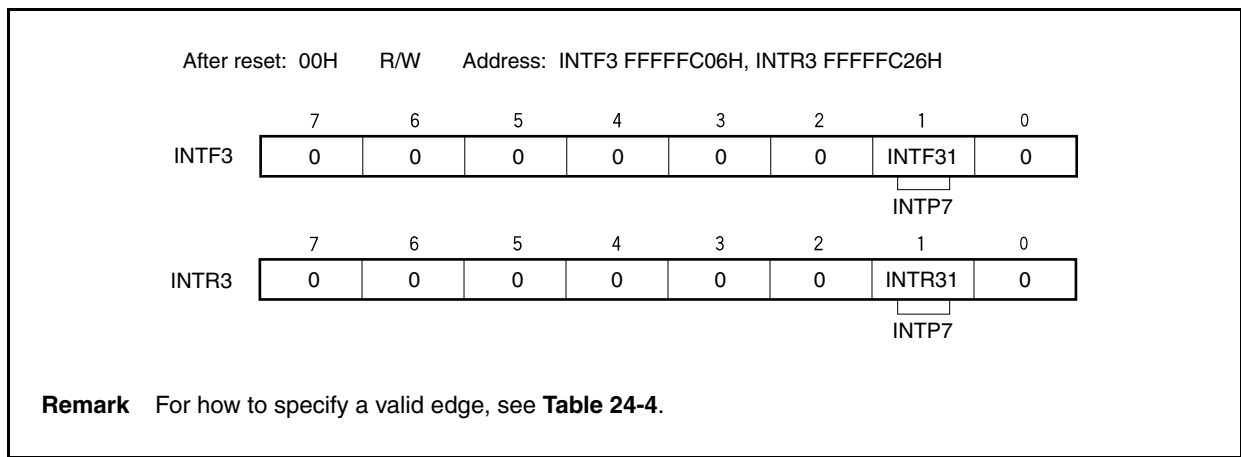 After reset: 00H R/W Address: INTF3 FFFFFC06H, INTR3 FFFFFC26H
7 6 5 4 3 2 1 0
INTF3 0 0 0 0 0 0 INTF31 0
INTP7
7 6 5 4 3 2 1 0
INTR3 0 0 0 0 0 0 INTR31 0
INTP7
Remark For how to specify a valid edge, see Table 24-4.